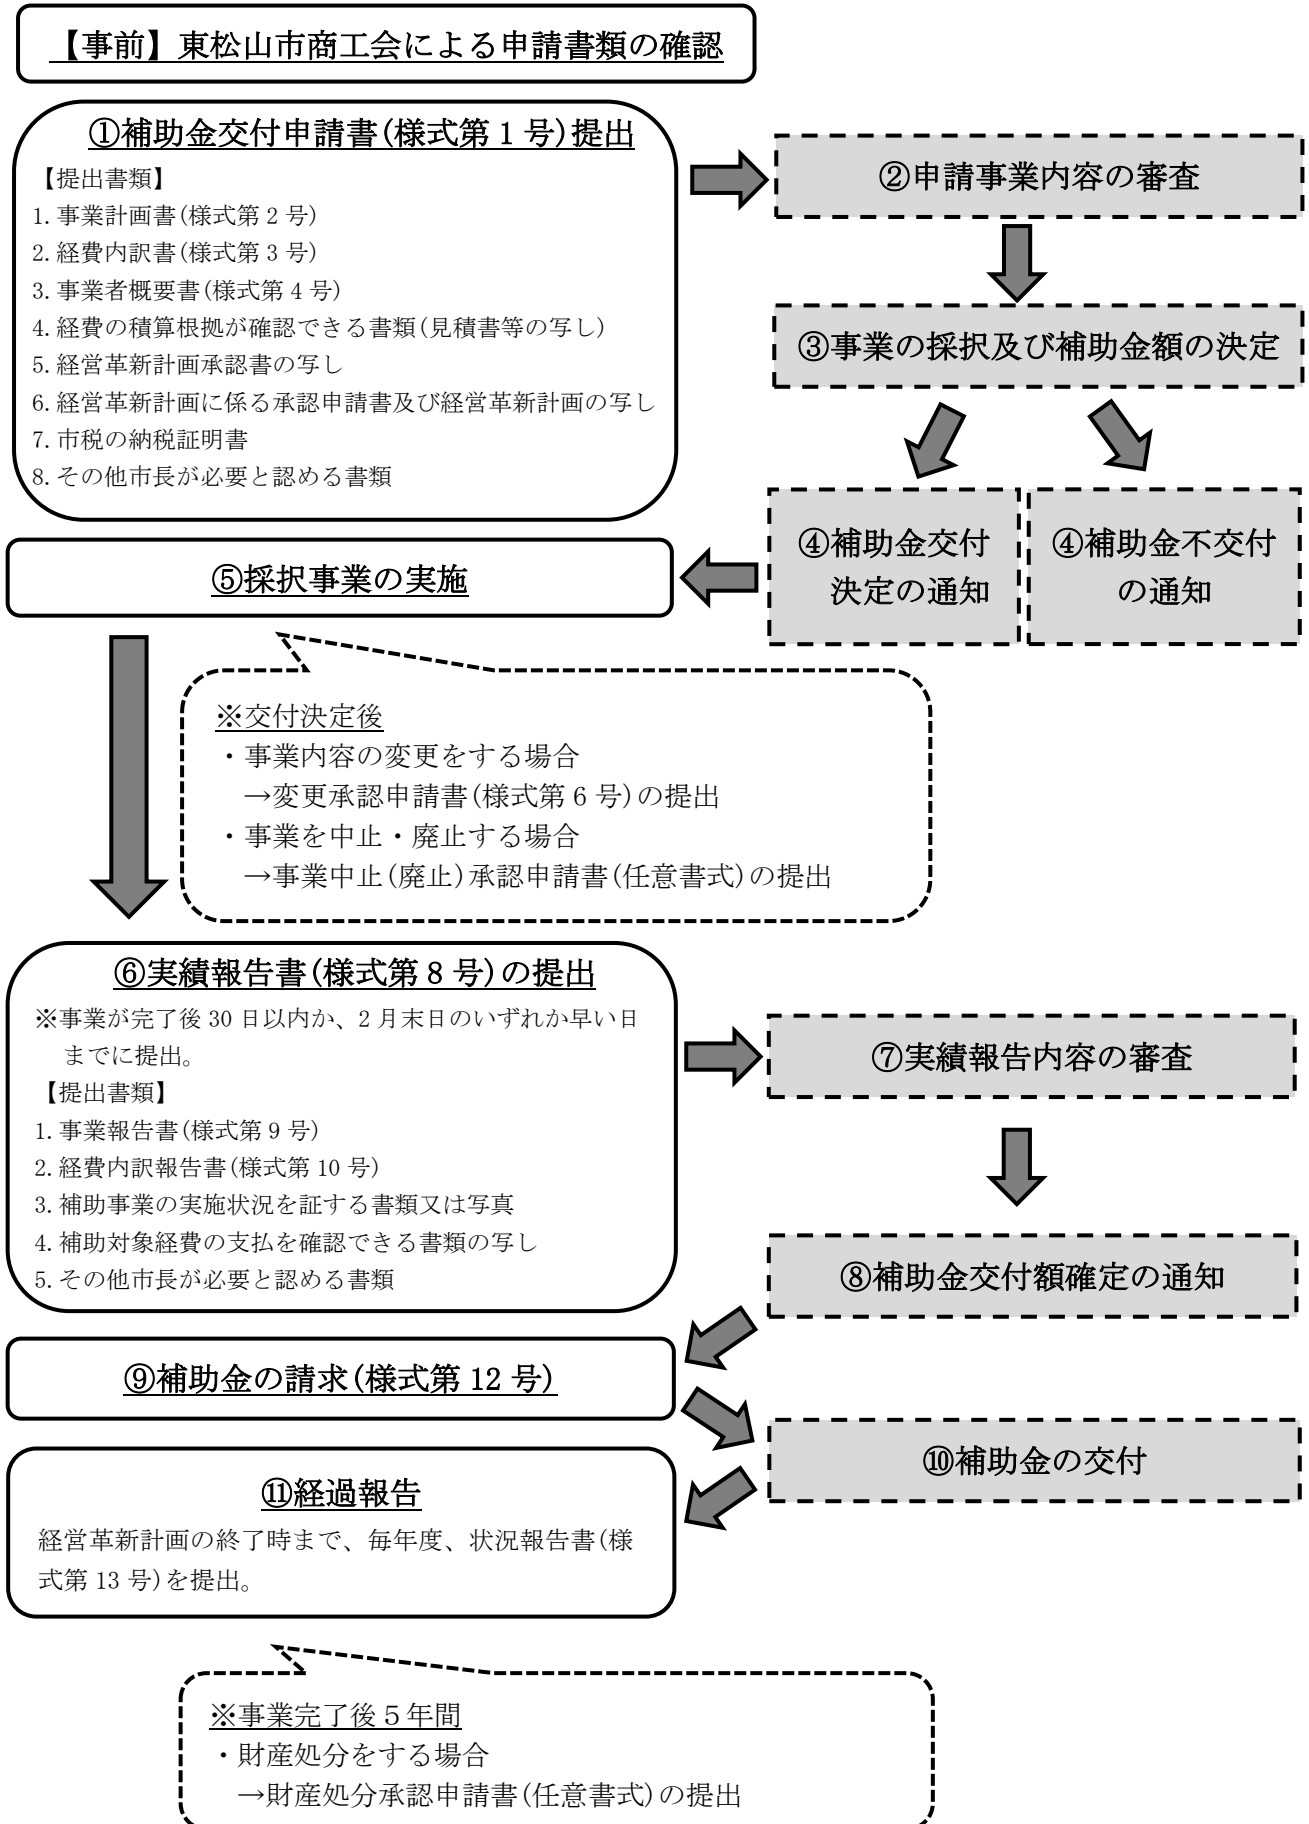 【事前】東松山市商工会による申請書類の確認
①補助金交付申請書(様式第1号)提出
【提出書類】
1.事業計画書(様式第2号)
2.経費内訳書(様式第3号)
3.事業者概要書(様式第4号)
4.経費の積算根拠が確認できる書類(見積書等の写し)
5.経営革新計画承認書の写し
6.経営革新計画に係る承認申請書及び経営革新計画の写し
7.市税の納税証明書
8.その他市長が必要と認める書類
②申請事業内容の審査
③事業の採択及び補助金額の決定
④補助金交付
決定の通知
④補助金不交付
の通知
⑤採択事業の実施
※交付決定後
・事業内容の変更をする場合
→変更承認申請書(様式第6号)の提出
・事業を中止・廃止する場合
→事業中止(廃止)承認申請書(任意書式)の提出
⑥実績報告書(様式第8号)の提出
※事業が完了後30日以内か、2月末日のいずれか早い日
までに提出。
【提出書類】
1.事業報告書(様式第9号)
2.経費内訳報告書(様式第10号)
3.補助事業の実施状況を証する書類又は写真
4.補助対象経費の支払を確認できる書類の写し
5.その他市長が必要と認める書類
⑦実績報告内容の審査
⑧補助金交付額確定の通知
⑨補助金の請求(様式第12号)
⑩補助金の交付
⑪経過報告
経営革新計画の終了時まで、毎年度、状況報告書(様
式第13号)を提出。
※事業完了後5年間
・財産処分をする場合
→財産処分承認申請書(任意書式)の提出